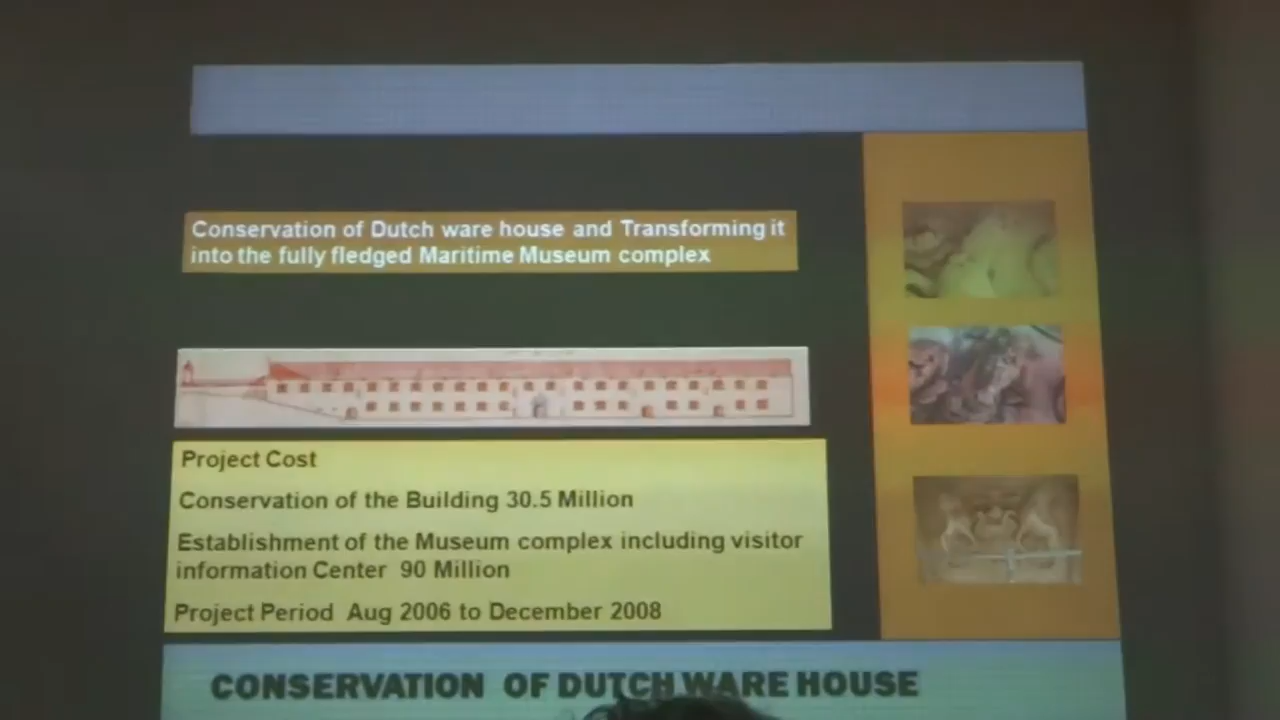 Conservation of Dutch ware house and Transforming it
into the fully fledged Maritime Museum complex
Project Cost
Conservation of the Building 30.5 Million
Establishment of the Museum complex including visitor
information Center 90 Million
Project Period Aug 2006 to December 2008
CONSERVATION OF DUTCH WARE HOUSE